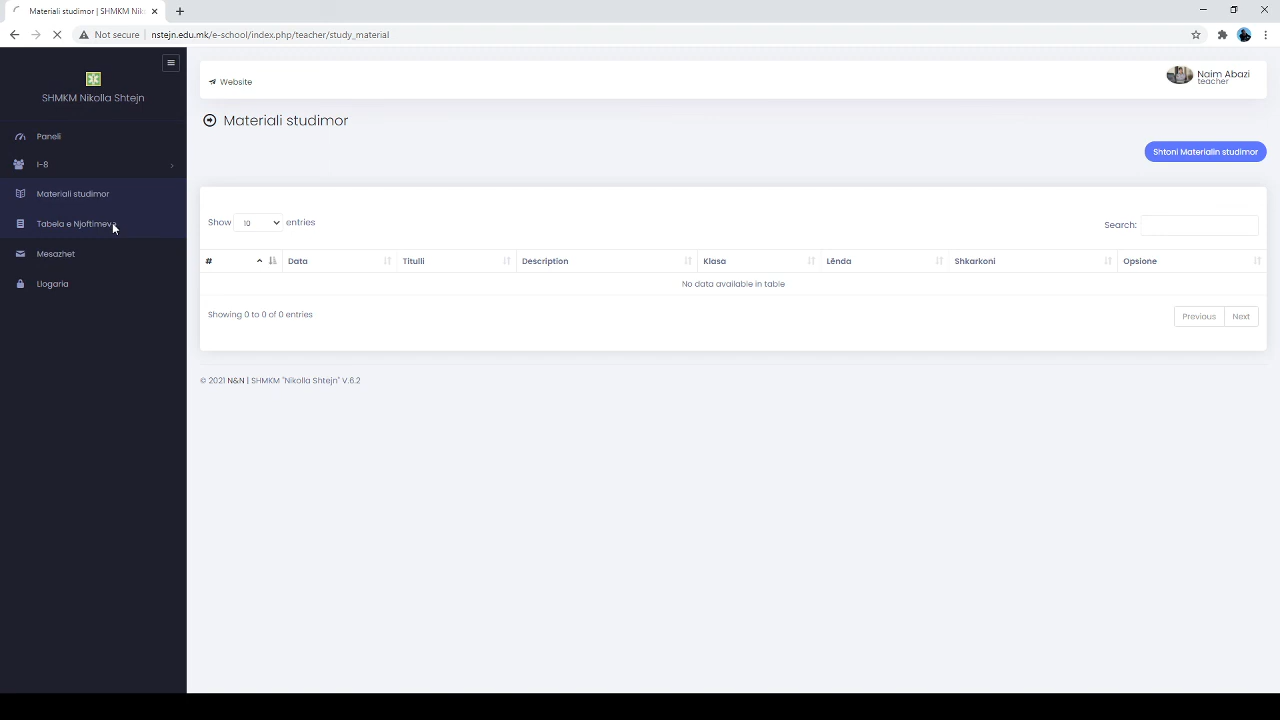 Materiali studimor | SHMKM Nik
Not secure
nstejn.edu.mk/e-school/index.php/teacher/study_material
SHMKM Nikolla Shtejn
Paneli
I-8
Materiali studimor
Tabela e Njoftimeve
Mesazhet
Llogaria
Website
Naim Abazi
teacher
Materiali studimor
Shtoni Materialin studimor
Show 10 entries
Search:
# Data Titulli Description Klasa Lënda Shkarkoni Opsione
No data available in table
Showing 0 to 0 of 0 entries
Previous Next
© 2021 N&N | SHMKM "Nikolla Shtejn" V.6.2